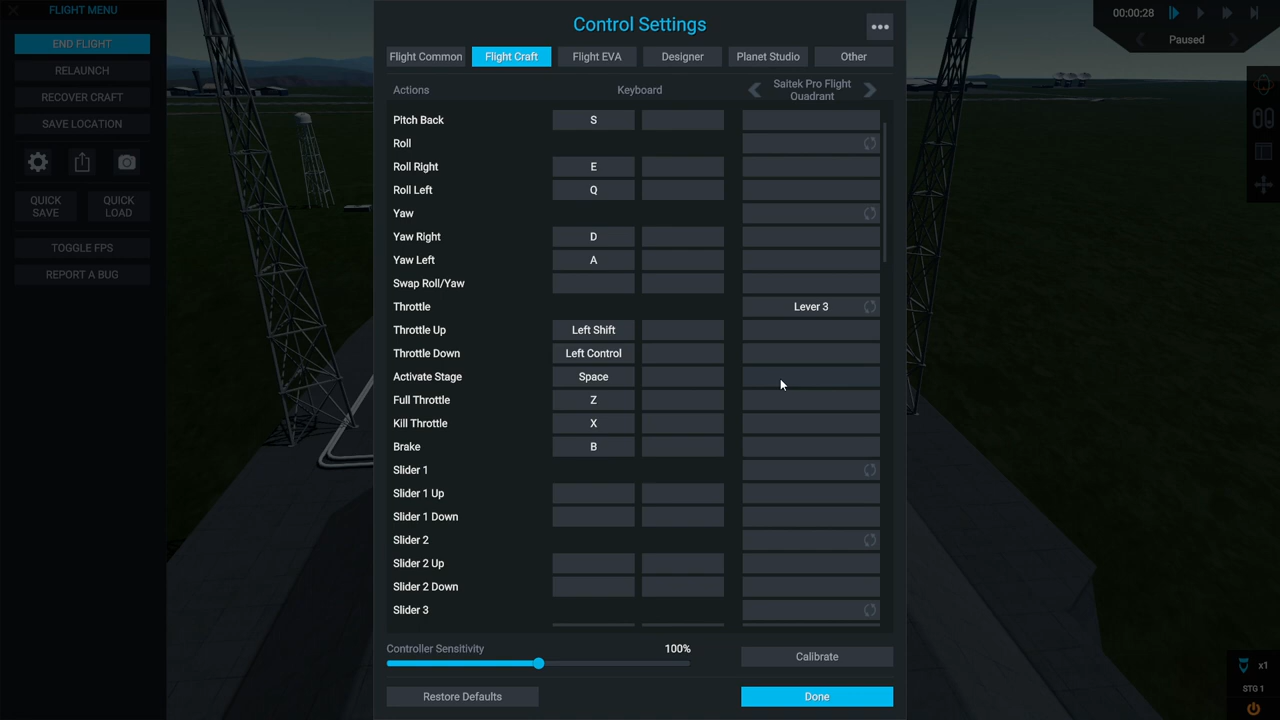 FLIGHT MENU
END FLIGHT
RELAUNCH
RECOVER CRAFT
SAVE LOCATION
QUICK SAVE
QUICK LOAD
TOGGLE FPS
REPORT A BUG
Control Settings
Flight Common Flight Craft Flight EVA Designer Planet Studio Other
Actions Keyboard Saitek Pro Flight Quadrant
Pitch Back S
Roll
Roll Right E
Roll Left Q
Yaw
Yaw Right D
Yaw Left A
Swap Roll/Yaw
Throttle Lever 3
Throttle Up Left Shift
Throttle Down Left Control
Activate Stage Space
Full Throttle Z
Kill Throttle X
Brake B
Slider 1
Slider 1 Up
Slider 1 Down
Slider 2
Slider 2 Up
Slider 2 Down
Slider 3
Controller Sensitivity 100%
Calibrate
Restore Defaults Done
00:00:28
Paused
x1
STG 1